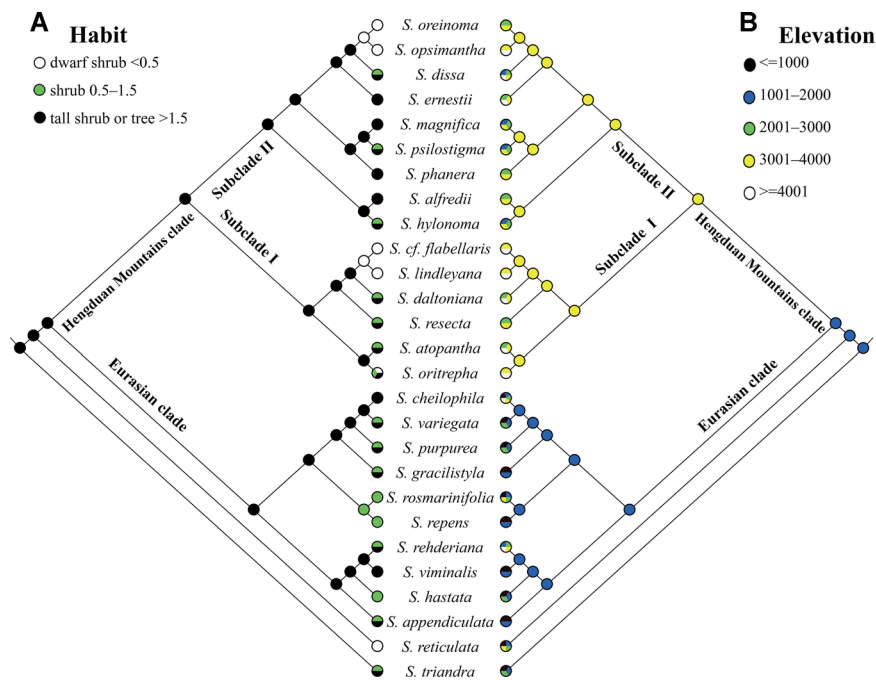 A
Habit
dwarf shrub <0.5
shrub 0.5–1.5
tall shrub or tree >1.5
B
Elevation
<=1000
1001–2000
2001–3000
3001–4000
>=4001
Subclade II
Subclade I
Hengduan Mountains clade
Eurasian clade
S. oreinoma
S. opsimantha
S. dissa
S. ernestii
S. magnifica
S. psilostigma
S. phanera
S. alfredii
S. hylonoma
S. cf. flabellaris
S. lindleyana
S. daltoniana
S. resecta
S. atopantha
S. oritrepha
S. cheilophila
S. variegata
S. purpurea
S. gracilistyla
S. rosmarinifolia
S. repens
S. rehderiana
S. viminalis
S. hastata
S. appendiculata
S. reticulata
S. triandra
Subclade II
Subclade I
Hengduan Mountains clade
Eurasian clade